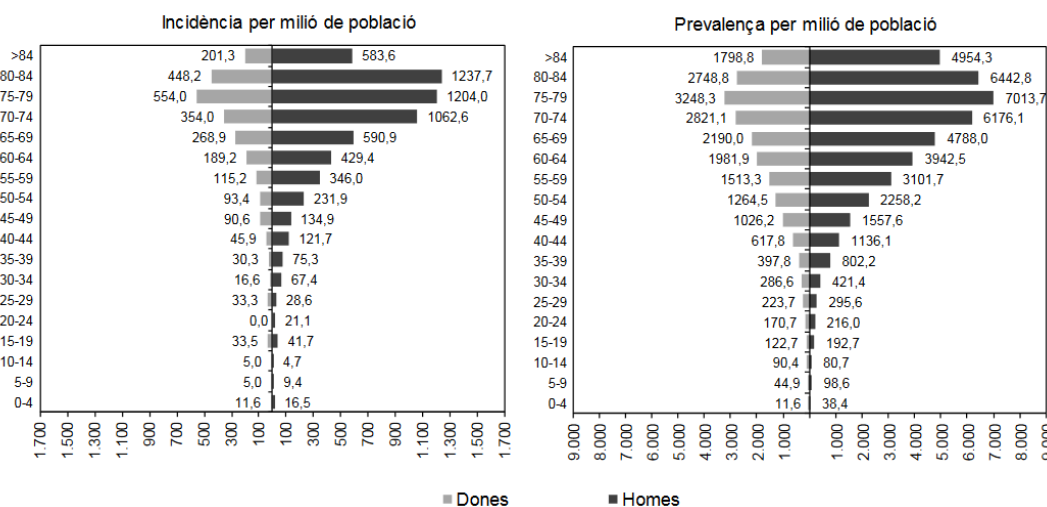 Incidència per milió de població
>84 201,3 583,6
80-84 448,2 1237,7
75-79 554,0 1204,0
70-74 354,0 1062,6
65-69 268,9 590,9
60-64 189,2 429,4
55-59 115,2 346,0
50-54 93,4 231,9
45-49 90,6 134,9
40-44 45,9 121,7
35-39 30,3 75,3
30-34 16,6 67,4
25-29 33,3 28,6
20-24 0,0 21,1
15-19 33,5 41,7
10-14 5,0 4,7
5-9 5,0 9,4
0-4 11,6 16,5
1.700 1.500 1.300 1.100 900 700 500 300 100 100 300 500 700 900 1.100 1.300 1.500 1.700
Prevalença per milió de població
>84 1798,8 4954,3
80-84 2748,8 6442,8
75-79 3248,3 7013,7
70-74 2821,1 6176,1
65-69 2190,0 4788,0
60-64 1981,9 3942,5
55-59 1513,3 3101,7
50-54 1264,5 2258,2
45-49 1026,2 1557,6
40-44 617,8 1136,1
35-39 397,8 802,2
30-34 286,6 421,4
25-29 223,7 295,6
20-24 170,7 216,0
15-19 122,7 192,7
10-14 90,4 80,7
5-9 44,9 98,6
0-4 11,6 38,4
9.000 8.000 7.000 6.000 5.000 4.000 3.000 2.000 1.000 1.000 2.000 3.000 4.000 5.000 6.000 7.000 8.000 9.000
Dones Homes